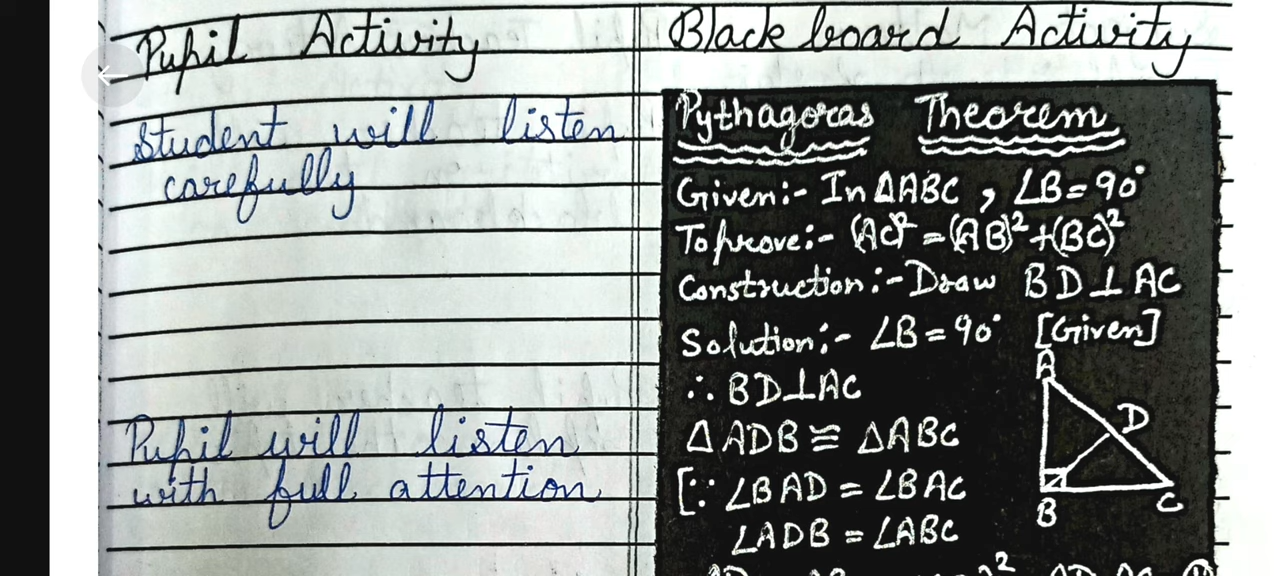 Pupil Activity
Student will listen
carefully
Pupil will listen
with full attention
Black board Activity
Pythagoras Theorem
Given:- In ΔABC, ∠B = 90°
To prove:- (AC)² = (AB)² + (BC)²
Construction:- Draw BD⊥AC
Solution:- ∠B = 90° [Given]
∴ BD⊥AC
Δ ADB ≅ ΔABC
[∵ ∠BAD = ∠BAC
∠ADB = ∠ABC
A
D
B
C